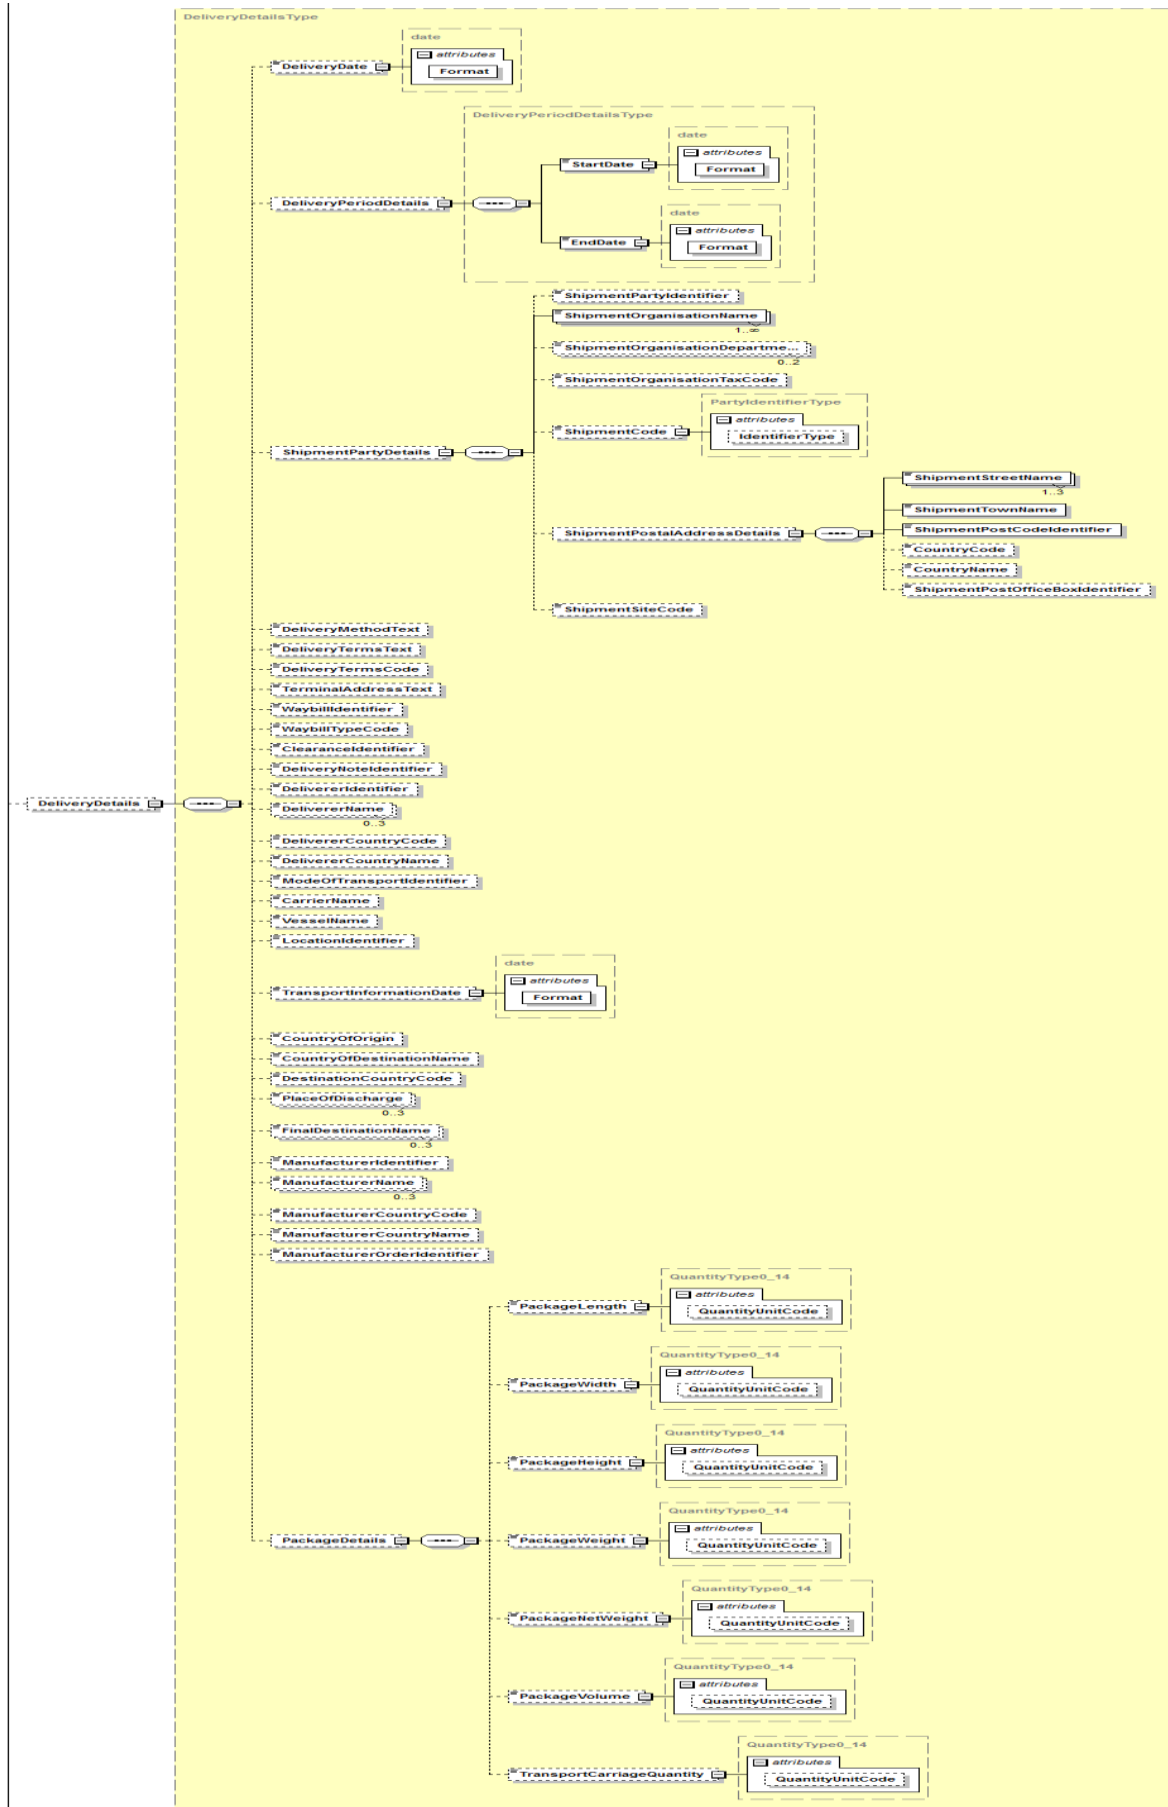 DeliveryDetailsType
date
attributes
DeliveryDate
Format
DeliveryPeriodDetailsType
date
attributes
StartDate
Format
DeliveryPeriodDetails
date
attributes
EndDate
Format
ShipmentPartyIdentifier
ShipmentOrganisationName
1..∞
ShipmentOrganisationDepartme...
0..2
ShipmentOrganisationTaxCode
PartyIdentifierType
attributes
ShipmentCode
IdentifierType
ShipmentPartyDetails
ShipmentStreetName
1..3
ShipmentTownName
ShipmentPostCodeIdentifier
ShipmentPostalAddressDetails
CountryCode
CountryName
ShipmentPostOfficeBoxIdentifier
ShipmentSiteCode
DeliveryMethodText
DeliveryTermsText
DeliveryTermsCode
TerminalAddressText
WaybillIdentifier
WaybillTypeCode
ClearanceIdentifier
DeliveryNoteIdentifier
DelivererIdentifier
DeliveryDetails
DelivererName
0..3
DelivererCountryCode
DelivererCountryName
ModeOfTransportIdentifier
CarrierName
VesselName
LocationIdentifier
date
attributes
TransportInformationDate
Format
CountryOfOrigin
CountryOfDestinationName
DestinationCountryCode
PlaceOfDischarge
0..3
FinalDestinationName
0..3
ManufacturerIdentifier
ManufacturerName
0..3
ManufacturerCountryCode
ManufacturerCountryName
ManufacturerOrderIdentifier
QuantityType0_14
attributes
PackageLength
QuantityUnitCode
QuantityType0_14
attributes
PackageWidth
QuantityUnitCode
QuantityType0_14
attributes
PackageHeight
QuantityUnitCode
QuantityType0_14
attributes
PackageDetails
PackageWeight
QuantityUnitCode
QuantityType0_14
attributes
PackageNetWeight
QuantityUnitCode
QuantityType0_14
attributes
PackageVolume
QuantityUnitCode
QuantityType0_14
attributes
TransportCarriageQuantity
QuantityUnitCode